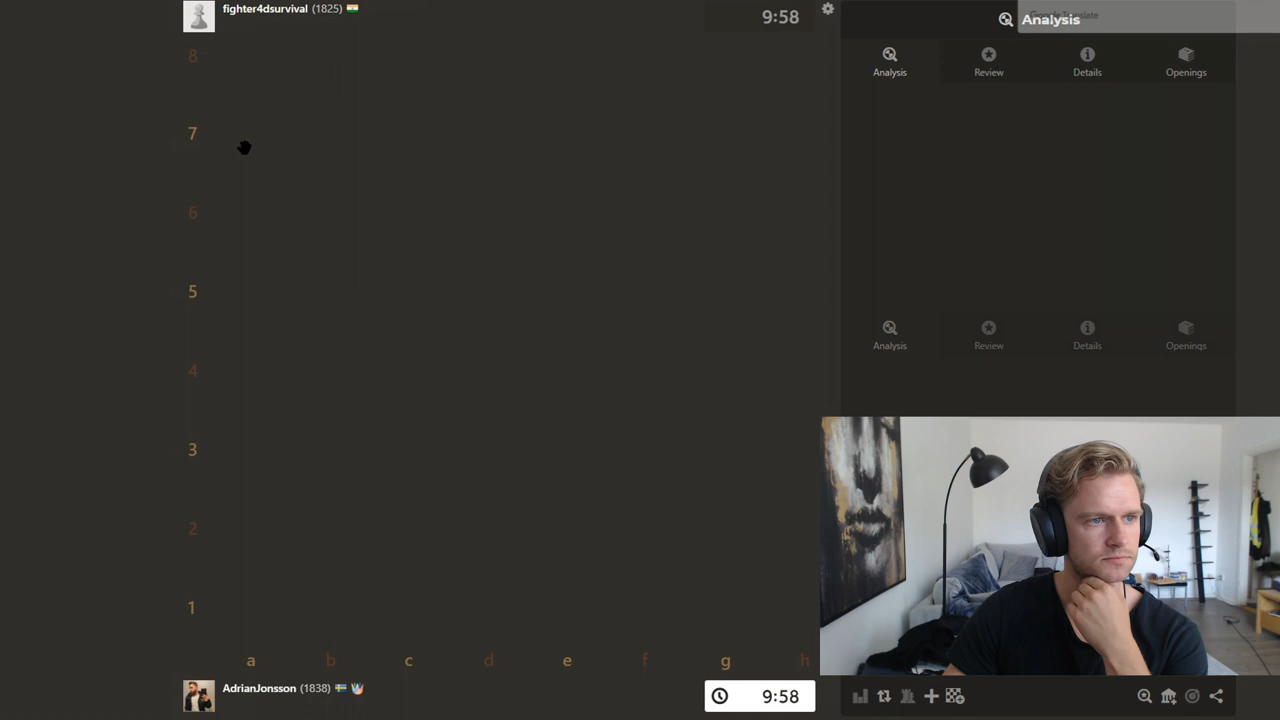 fighter4dsurvival (1825)
9:58
Analysis
Analysis
Review
Details
Openings
8
7
6
5
4
3
2
1
Analysis
Review
Details
Openings
a
b
c
d
e
f
g
h
AdrianJonsson (1838)
9:58